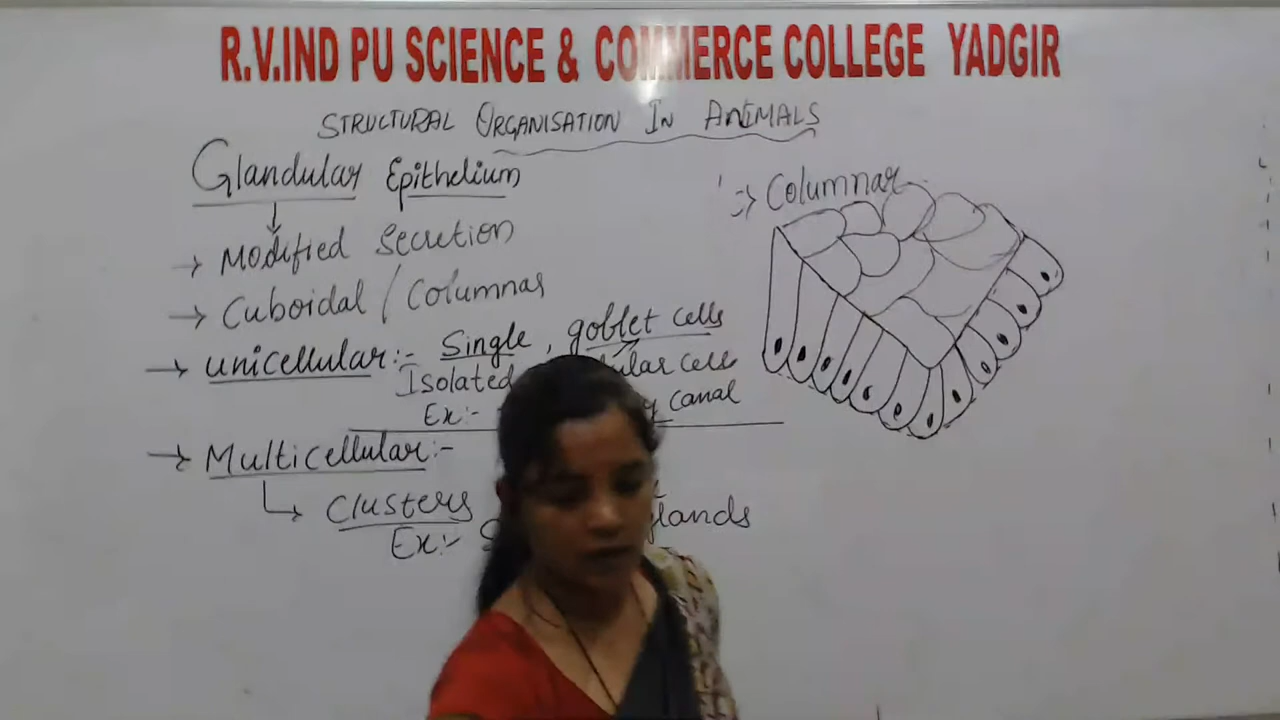 R.V.IND PU SCIENCE & COMMERCE COLLEGE YADGIR
STRUCTURAL ORGANISATION IN ANIMALS
Glandular Epithelium
→ Modified Secretion
→ Cuboidal / Columnar
→ Unicellular:- Single, goblet cells
Isolated cells
Ex:- canal
→ Multicellular:-
Clusters
Ex:- glands
:→ Columnar